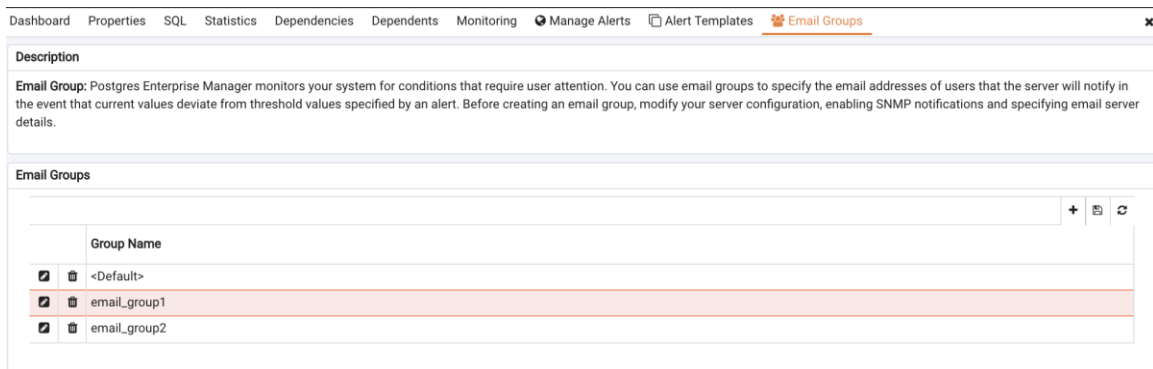 Dashboard Properties SQL Statistics Dependencies Dependents Monitoring Manage Alerts Alert Templates Email Groups
Description
Email Group: Postgres Enterprise Manager monitors your system for conditions that require user attention. You can use email groups to specify the email addresses of users that the server will notify in
the event that current values deviate from threshold values specified by an alert. Before creating an email group, modify your server configuration, enabling SNMP notifications and specifying email server
details.
Email Groups
Group Name
<Default>
email_group1
email_group2